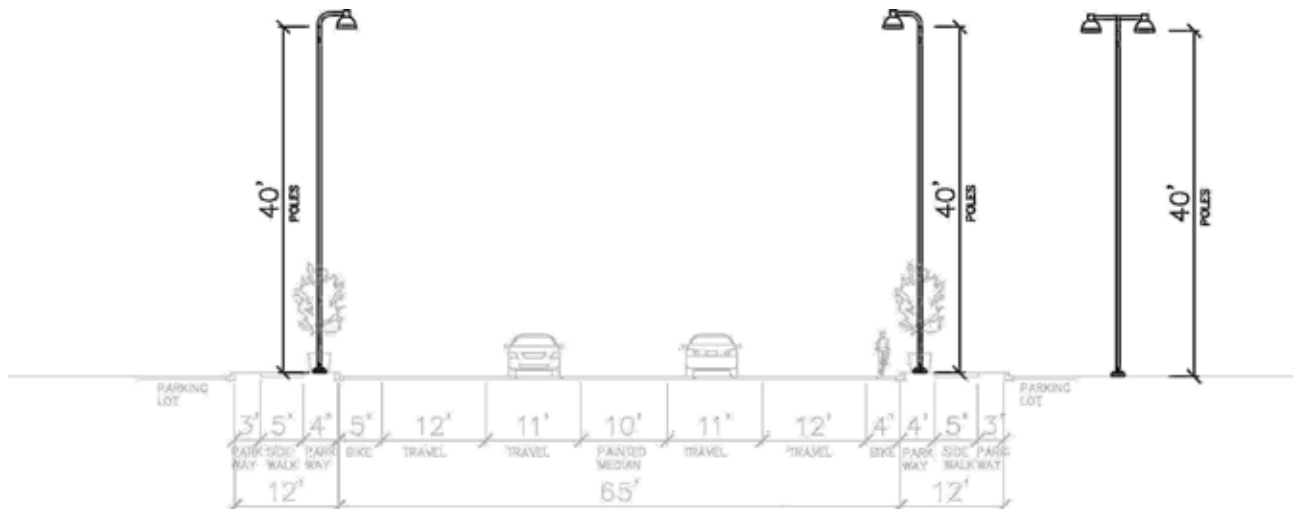 40' POLES
40' POLES
40' POLES
PARKING
LOT
PARKING
LOT
3' 5' 4' 5' 12' 11' 10' 11' 12' 4' 4' 5' 3'
PARK WAY
SIDE WALK
PARK WAY
BIKE
TRAVEL
TRAVEL
PAINTED MEDIAN
TRAVEL
TRAVEL
BIKE
PARK WAY
SIDE WALK
PARK WAY
12' 65' 12'